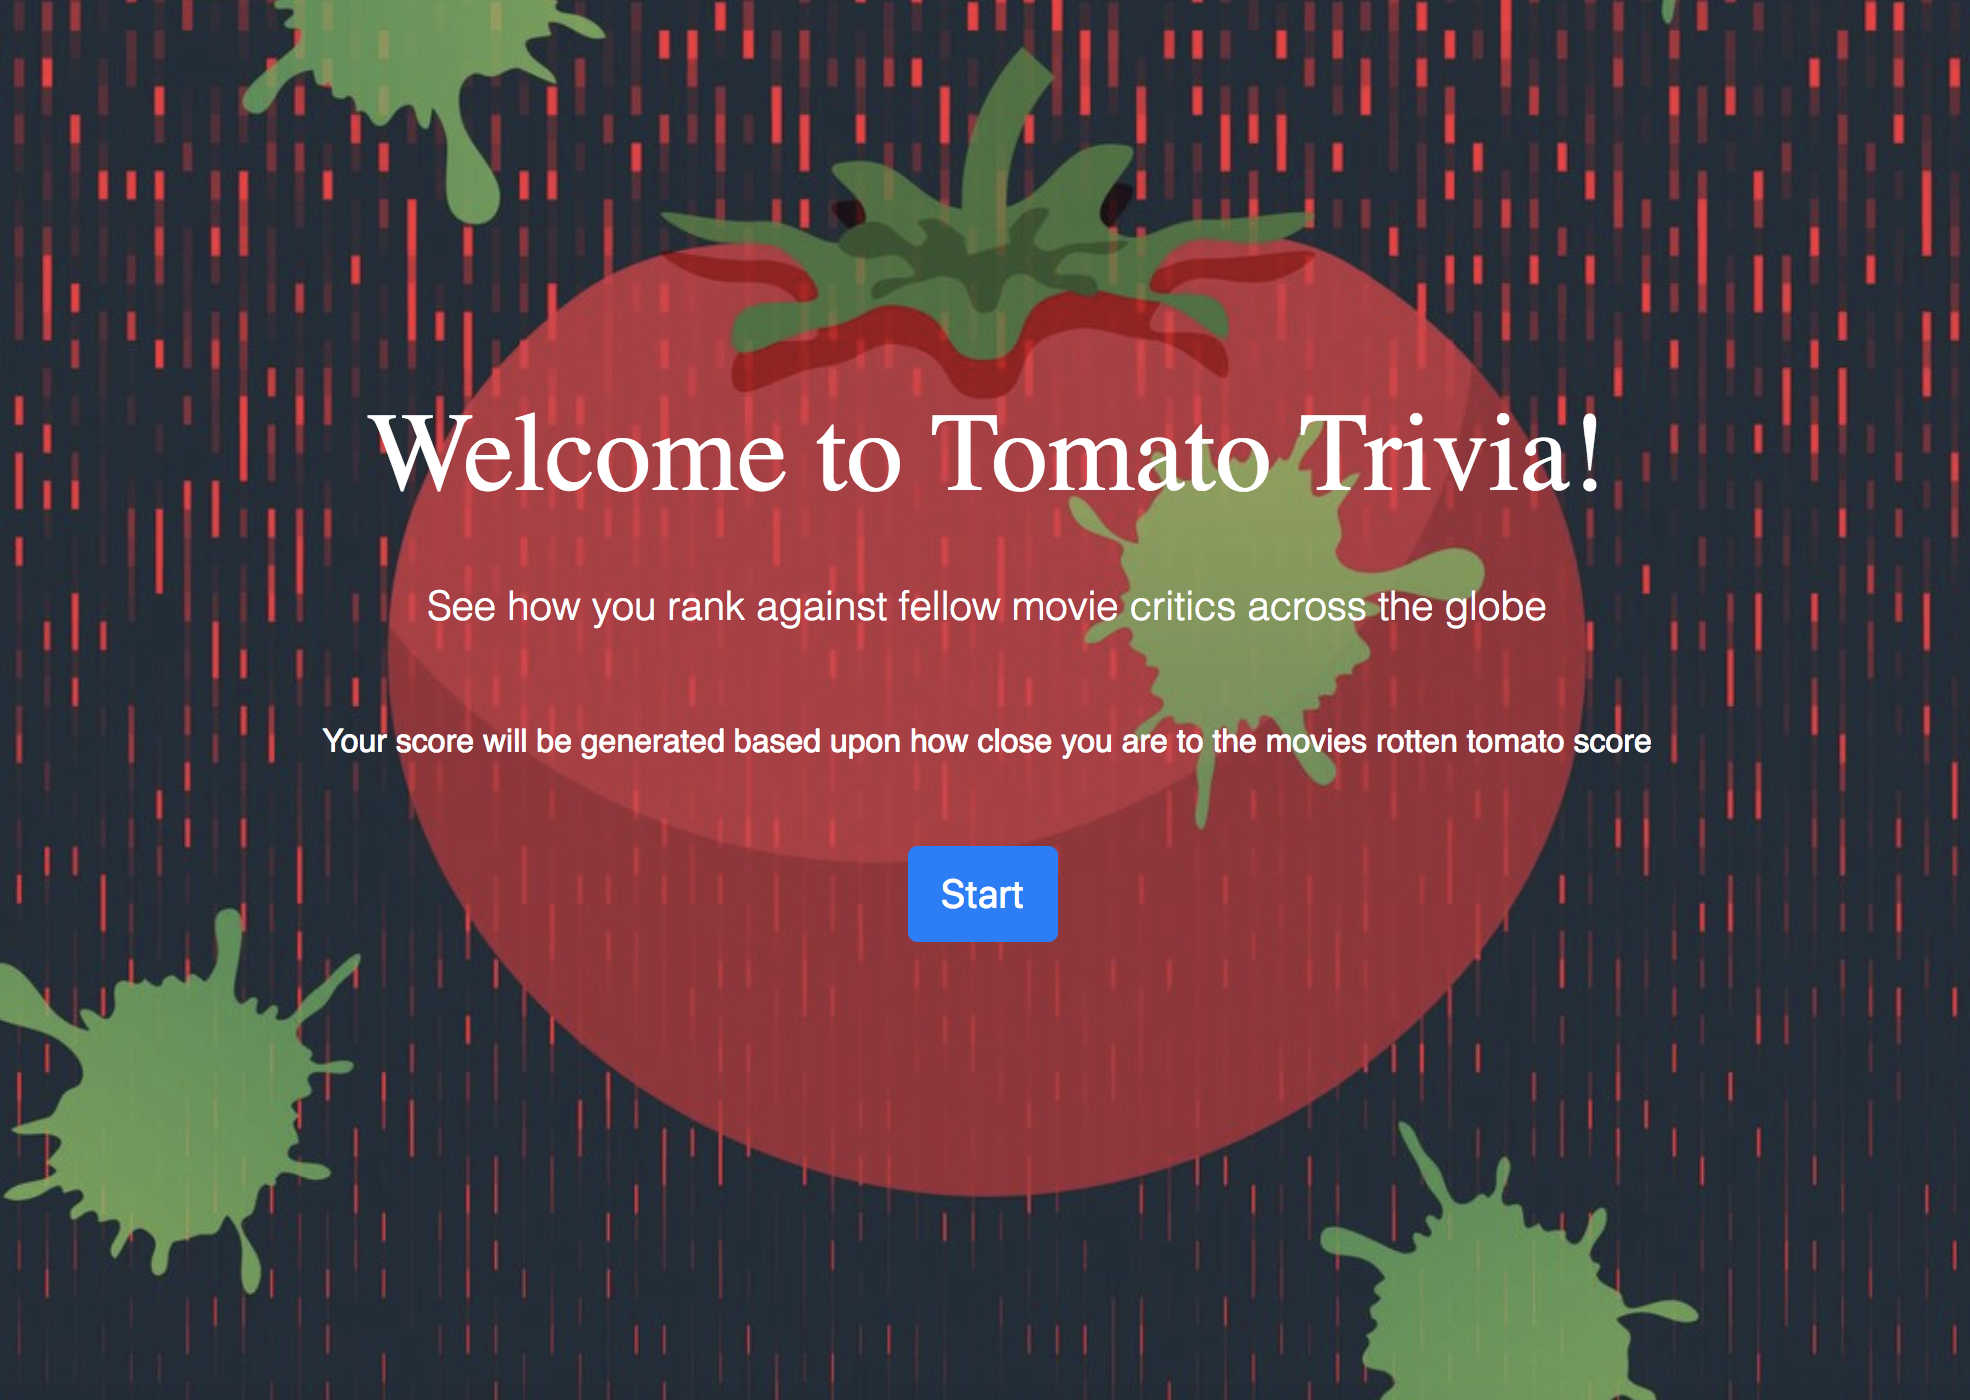 Welcome to Tomato Trivia!
See how you rank against fellow movie critics across the globe
Your score will be generated based upon how close you are to the movies rotten tomato score
Start